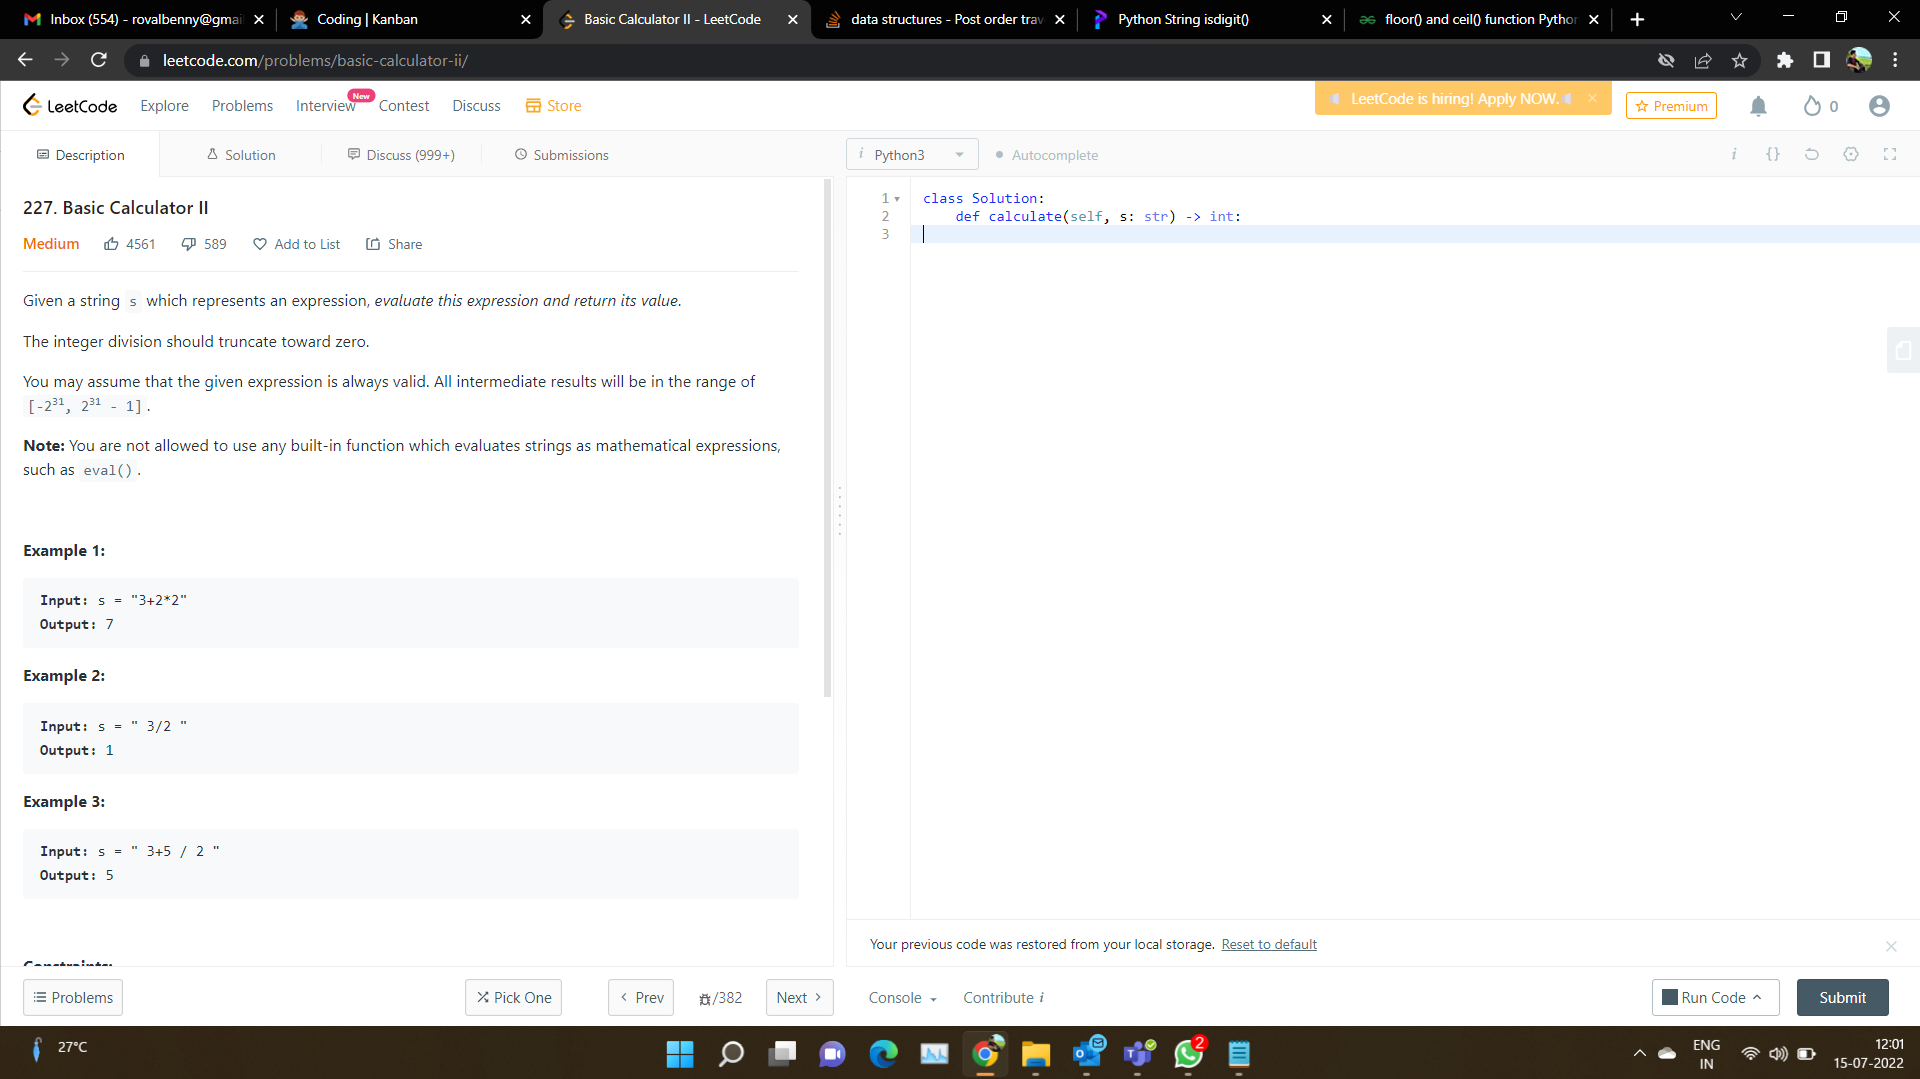 Inbox (554) - rovalbenny@gmai
Coding | Kanban
Basic Calculator II - LeetCode
data structures - Post order trav
Python String isdigit()
floor() and ceil() function Python
leetcode.com/problems/basic-calculator-ii/
LeetCode
Explore
Problems
Interview
New
Contest
Discuss
Store
LeetCode is hiring! Apply NOW.
Premium
0
Description
Solution
Discuss (999+)
Submissions
i Python3
Autocomplete
i {}
227. Basic Calculator II
Medium 4561 589 Add to List Share
Given a string s which represents an expression, evaluate this expression and return its value.
The integer division should truncate toward zero.
You may assume that the given expression is always valid. All intermediate results will be in the range of
[-2³¹, 2³¹ - 1].
Note: You are not allowed to use any built-in function which evaluates strings as mathematical expressions,
such as eval().
Example 1:
Input: s = "3+2*2"
Output: 7
Example 2:
Input: s = " 3/2 "
Output: 1
Example 3:
Input: s = " 3+5 / 2 "
Output: 5
Constraints:
1 class Solution:
2 def calculate(self, s: str) -> int:
3
Your previous code was restored from your local storage. Reset to default
Problems
Pick One
Prev
/382
Next
Console
Contribute i
Run Code
Submit
27°C
2
ENG
IN
12:01
15-07-2022